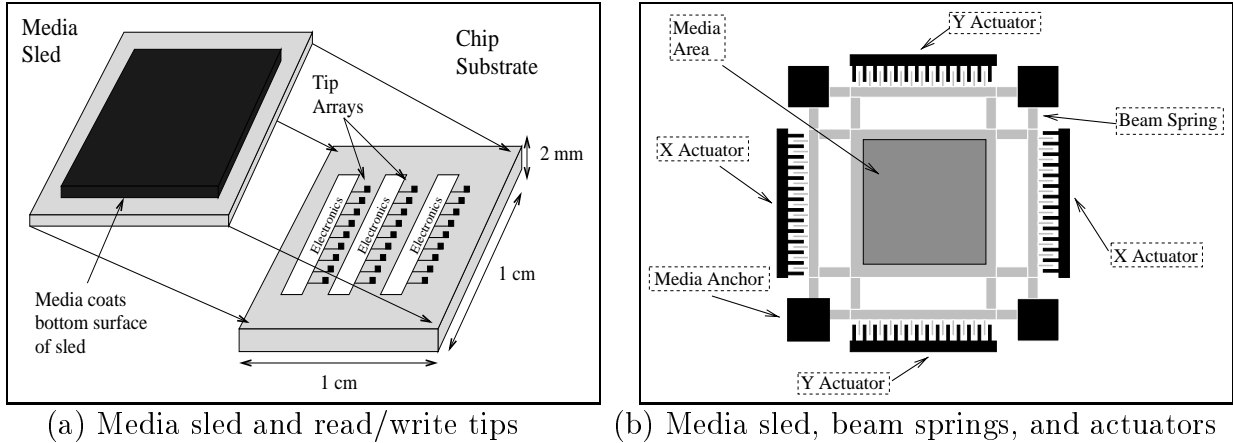 Media
Sled
Chip
Substrate
Tip
Arrays
2 mm
Electronics
Electronics
Electronics
1 cm
Media coats
bottom surface
of sled
1 cm
(a) Media sled and read/write tips
Y Actuator
Media
Area
Beam Spring
X Actuator
X Actuator
Media Anchor
Y Actuator
(b) Media sled, beam springs, and actuators